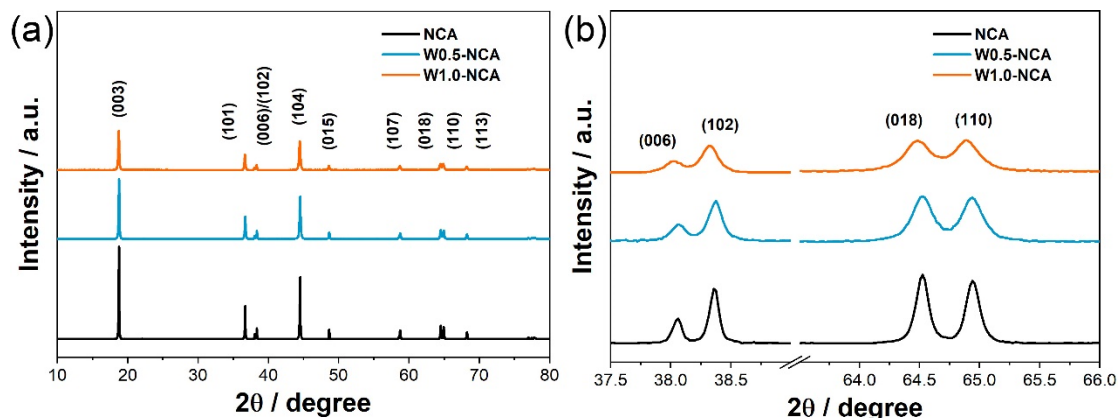 (a)
NCA
W0.5-NCA
W1.0-NCA
(003)
(101)
(006)/(102)
(104)
(015)
(107)
(018)
(110)
(113)
Intensity / a.u.
10 20 30 40 50 60 70 80
2θ / degree
(b)
NCA
W0.5-NCA
W1.0-NCA
(006)
(102)
(018)
(110)
Intensity / a.u.
37.5 38.0 38.5 64.0 64.5 65.0 65.5 66.0
2θ / degree